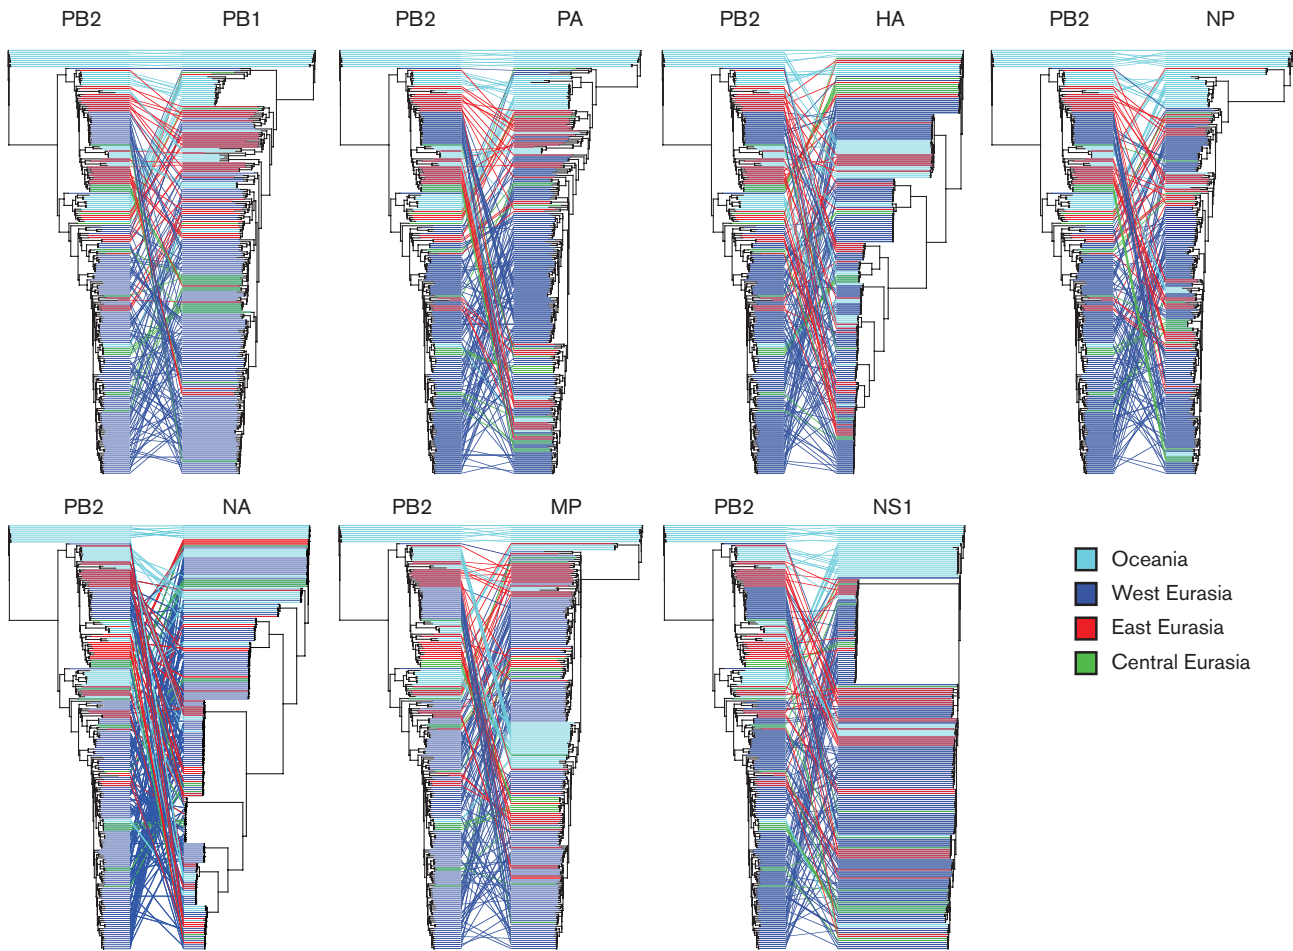 PB2 PB1
PB2 PA
PB2 HA
PB2 NP
PB2 NA
PB2 MP
PB2 NS1
Oceania
West Eurasia
East Eurasia
Central Eurasia